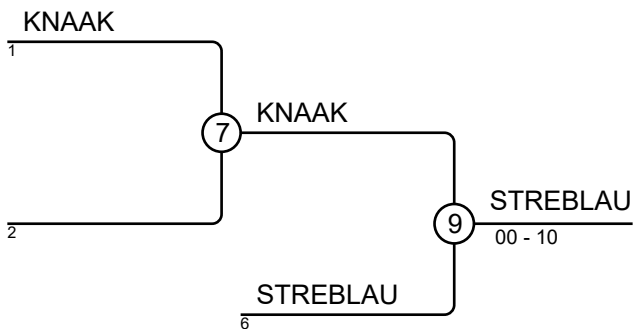 KNAAK
1
7
KNAAK
2
STREBLAU
9
00 - 10
STREBLAU
6